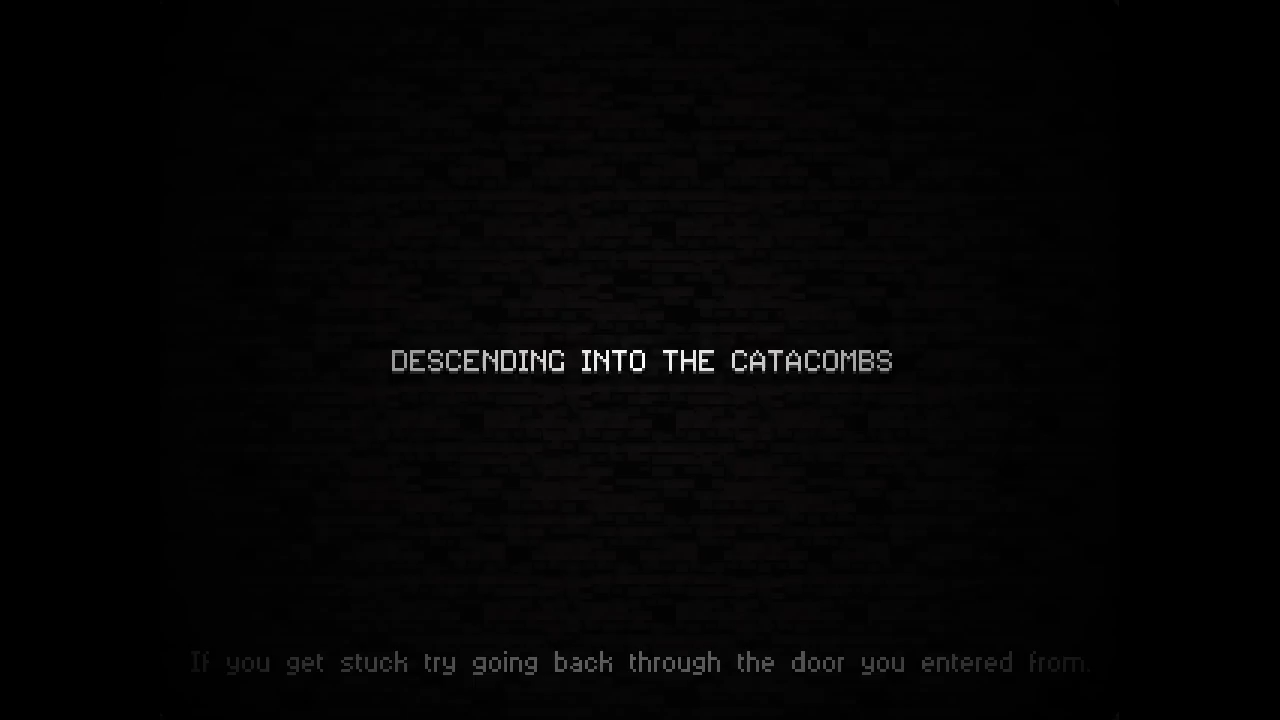 DESCENDING INTO THE CATACOMBS
If you get stuck try going back through the door you entered from.